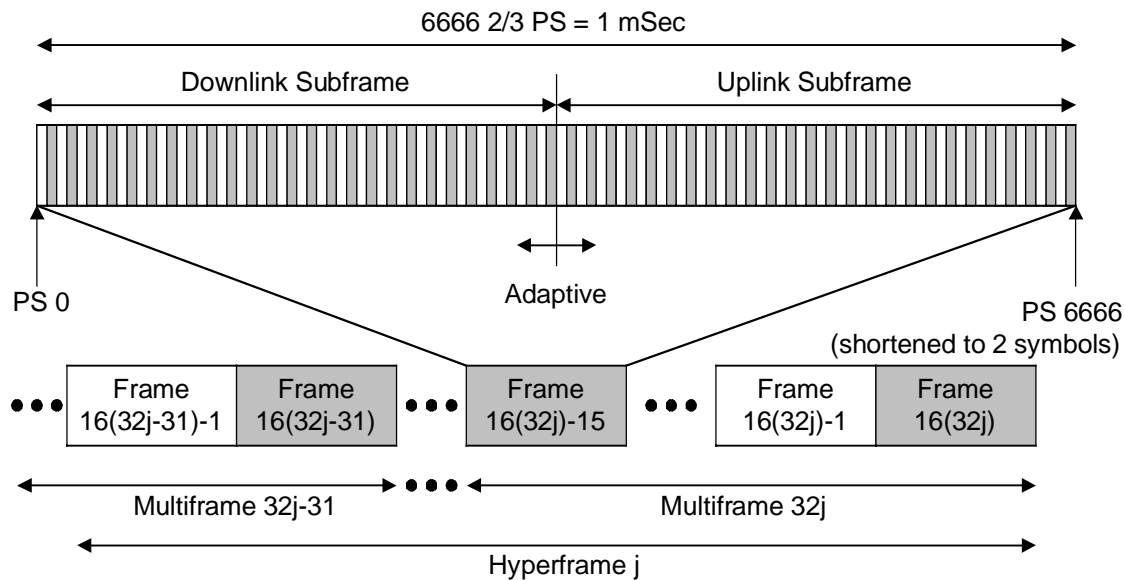 6666 2/3 PS = 1 mSec
Downlink Subframe
Uplink Subframe
Adaptive
PS 0
PS 6666
(shortened to 2 symbols)
Frame
16(32j-31)-1
Frame
16(32j-31)
Frame
16(32j)-15
Frame
16(32j)-1
Frame
16(32j)
Multiframe 32j-31
Multiframe 32j
Hyperframe j